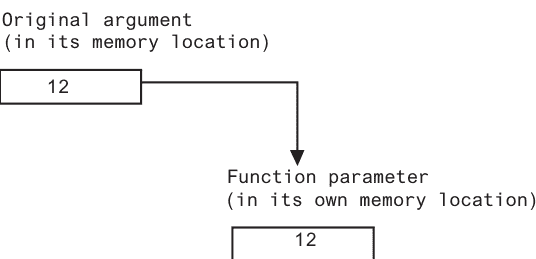 Original argument
(in its memory location)
12
Function parameter
(in its own memory location)
12